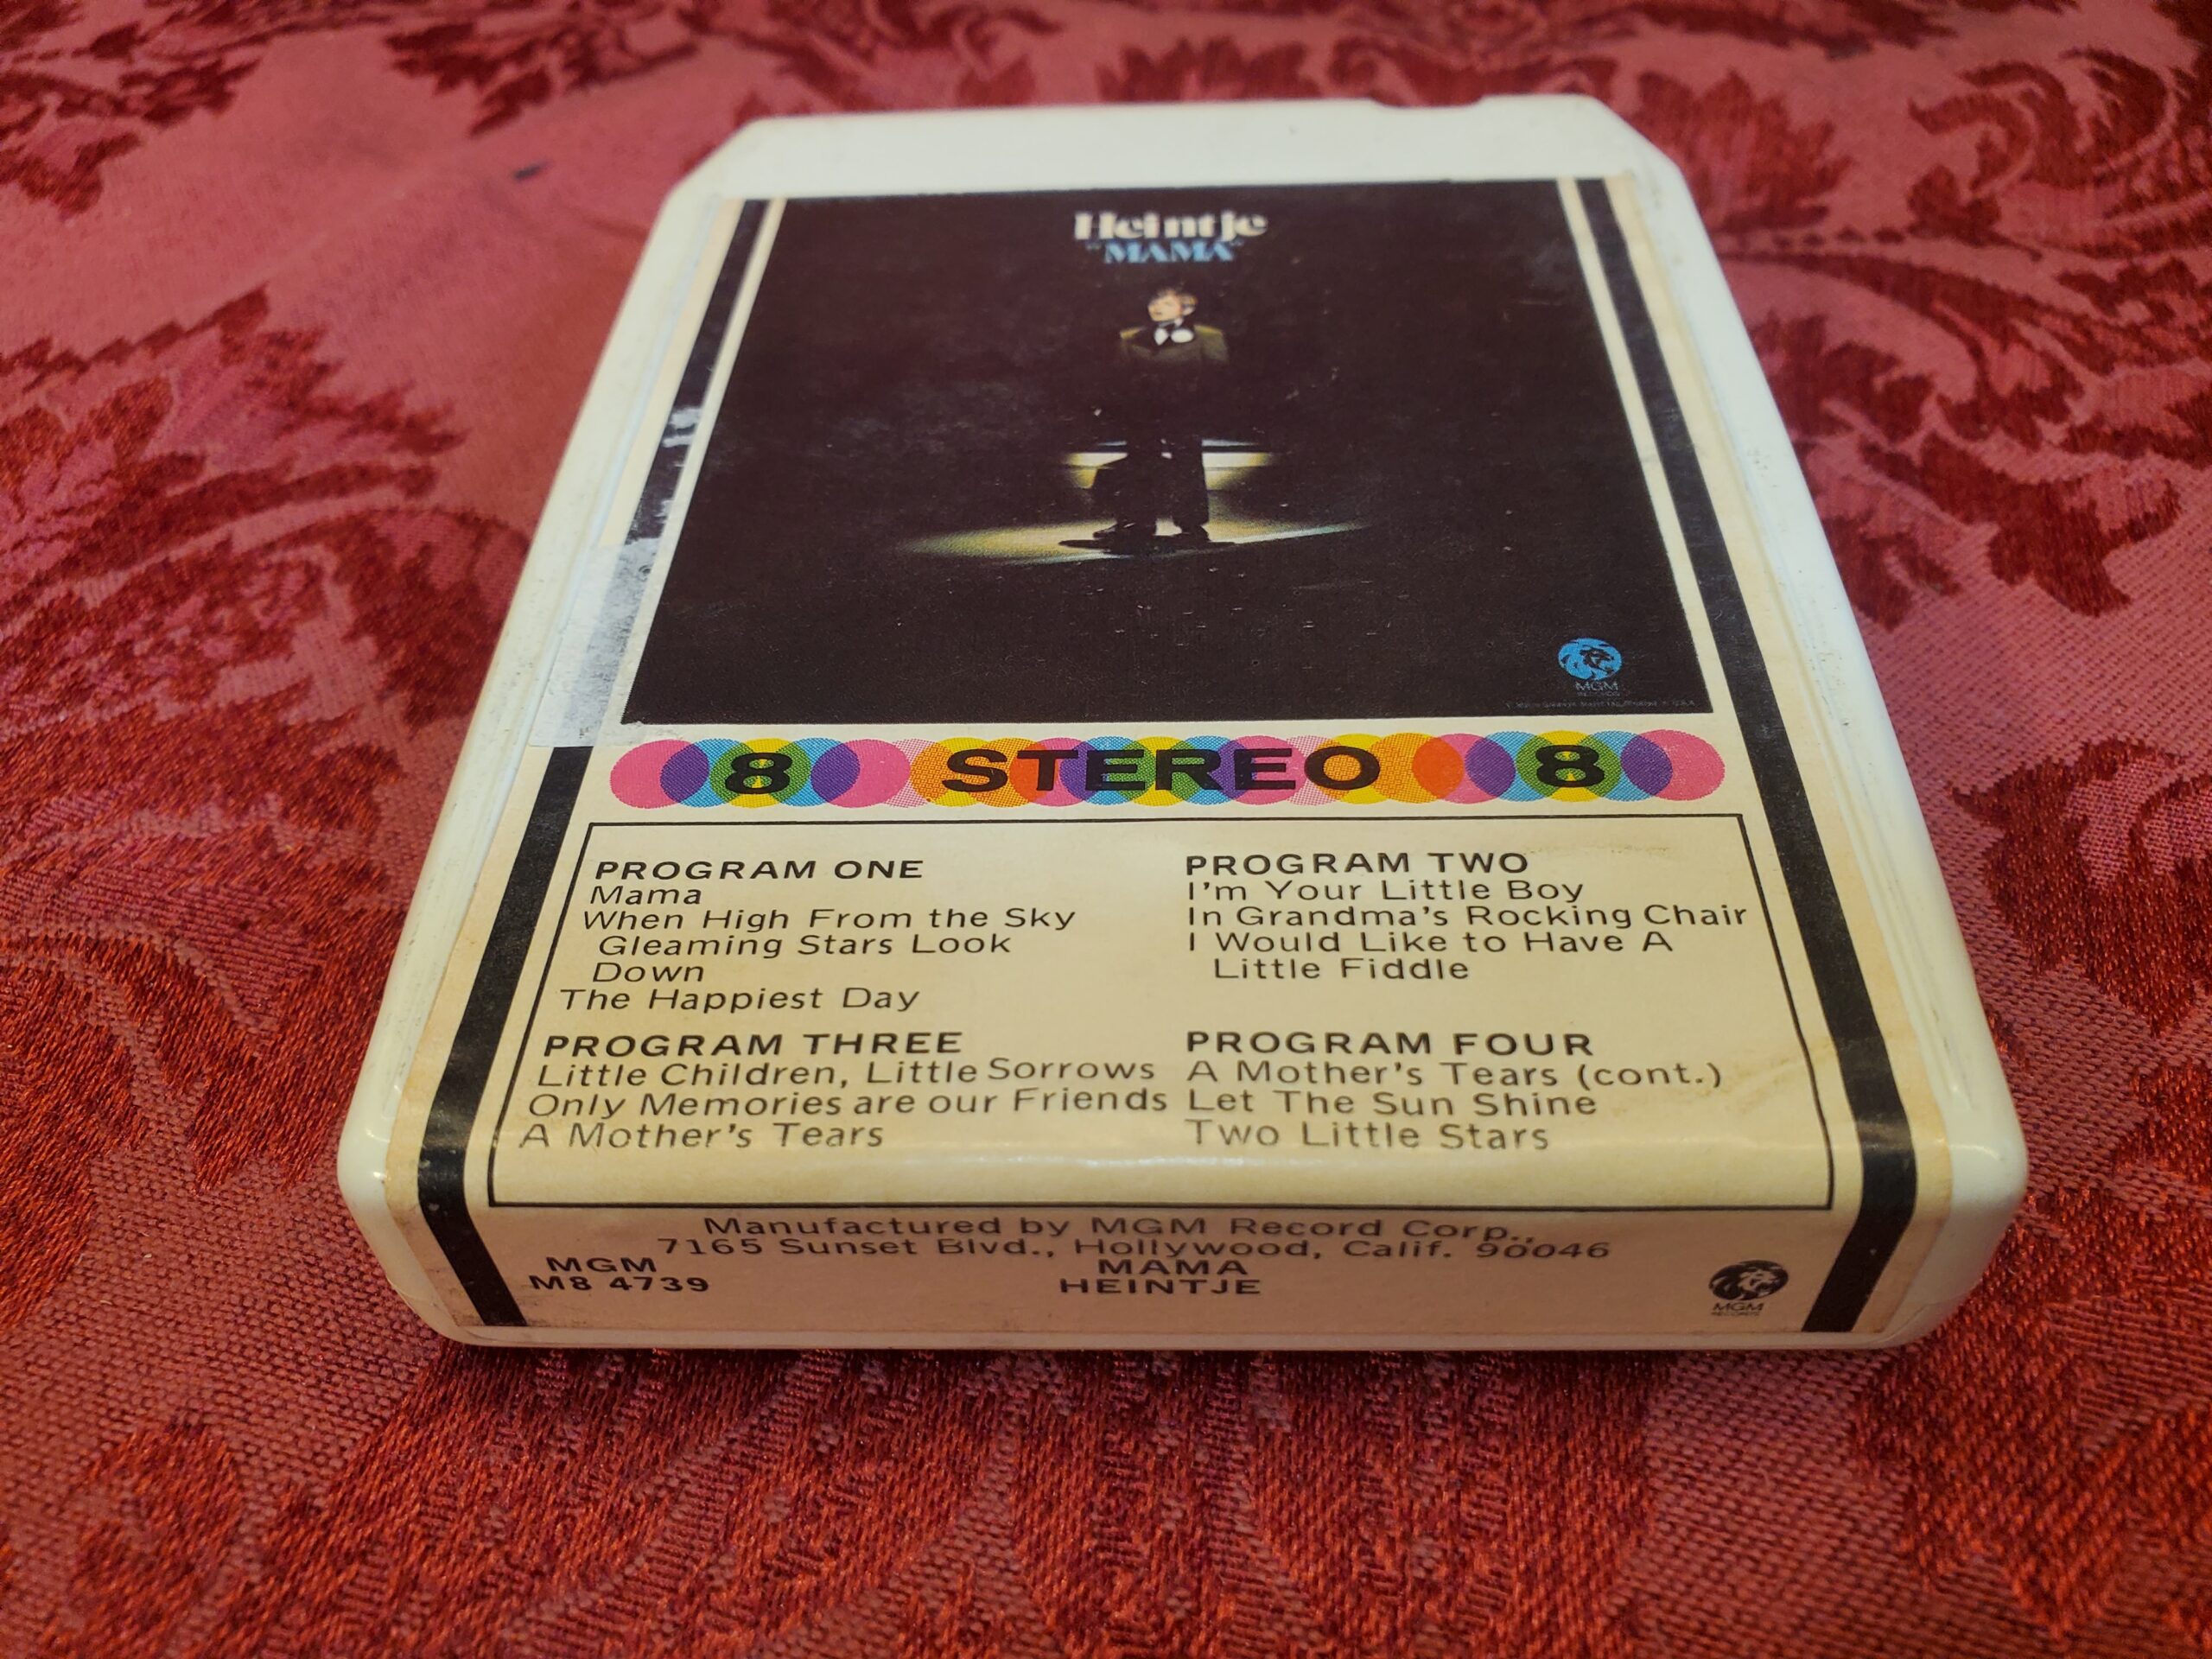 Heintje
"MAMA"
MGM
RECORDS
8 STEREO 8
PROGRAM ONE
Mama
When High From the Sky
Gleaming Stars Look
Down
The Happiest Day
PROGRAM TWO
I'm Your Little Boy
In Grandma's Rocking Chair
I Would Like to Have A
Little Fiddle
PROGRAM THREE
Little Children, Little Sorrows
Only Memories are our Friends
A Mother's Tears
PROGRAM FOUR
A Mother's Tears (cont.)
Let The Sun Shine
Two Little Stars
Manufactured by MGM Record Corp.,
7165 Sunset Blvd., Hollywood, Calif. 90046
MGM
M8 4739
MAMA
HEINTJE
MGM
RECORDS